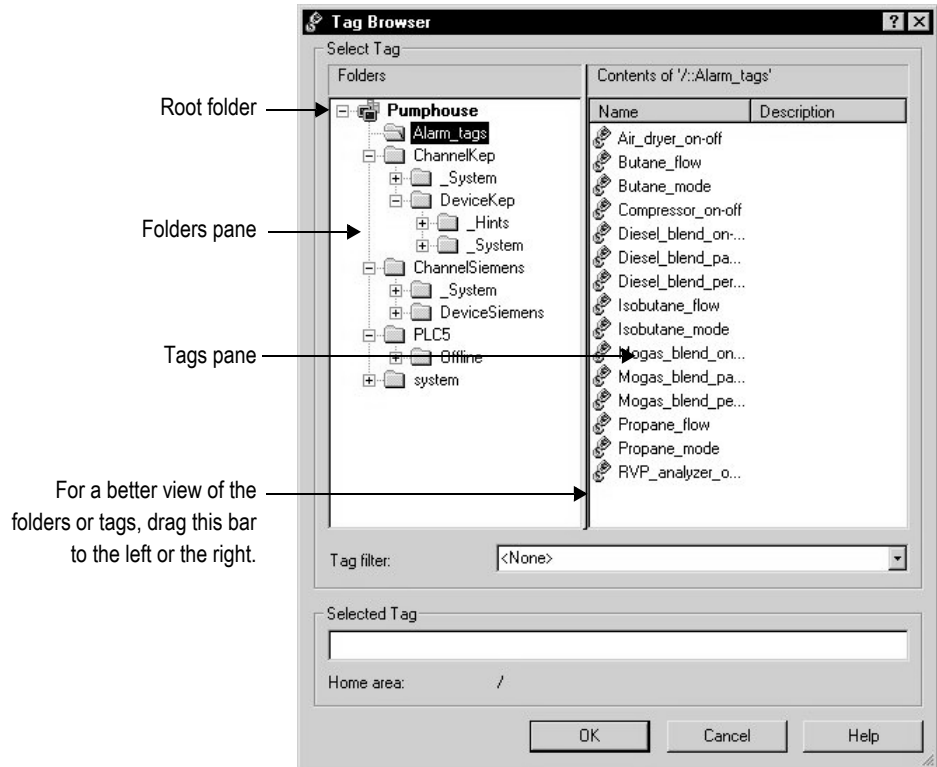 Tag Browser
Select Tag
Folders
Contents of '/::Alarm_tags'
Root folder
Pumphouse
Alarm_tags
ChannelKep
_System
DeviceKep
_Hints
_System
ChannelSiemens
_System
DeviceSiemens
PLC5
Offline
system
Folders pane
Tags pane
For a better view of the
folders or tags, drag this bar
to the left or the right.
Name Description
Air_dryer_on-off
Butane_flow
Butane_mode
Compressor_on-off
Diesel_blend_on-...
Diesel_blend_pa...
Diesel_blend_per...
Isobutane_flow
Isobutane_mode
Mogas_blend_on...
Mogas_blend_pa...
Mogas_blend_pe...
Propane_flow
Propane_mode
RVP_analyzer_o...
Tag filter: <None>
Selected Tag
Home area: /
OK Cancel Help